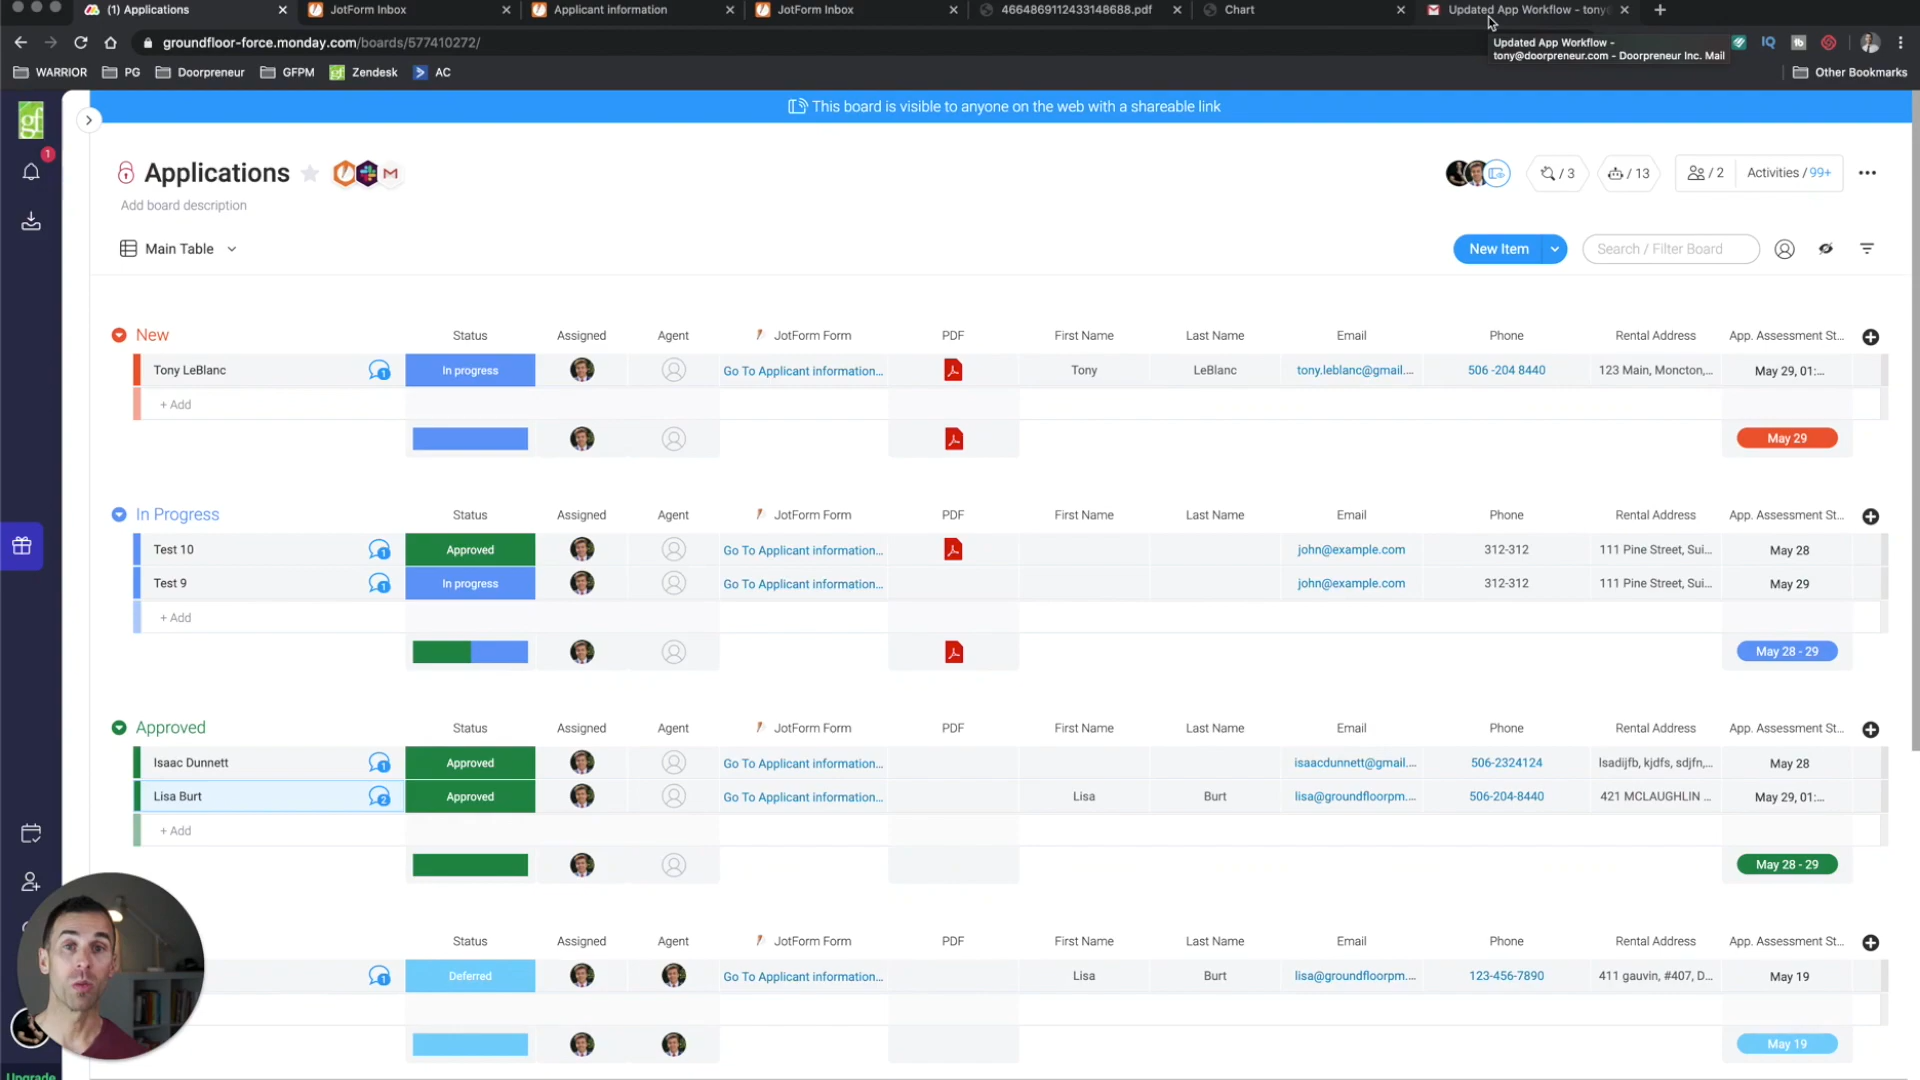 (1) Applications
JotForm Inbox
Applicant information
JotForm Inbox
4664869112433148688.pdf
Chart
Updated App Workflow - tony
groundfloor-force.monday.com/boards/577410272/
Updated App Workflow -
tony@doorpreneur.com - Doorpreneur Inc. Mail
IQ
WARRIOR
PG
Doorpreneur
GFPM
Zendesk
AC
Other Bookmarks
gf
1
This board is visible to anyone on the web with a shareable link
Applications
/ 3
/ 13
/ 2
Activities / 99+
Add board description
Main Table
New Item
Search / Filter Board
New Status Assigned Agent JotForm Form PDF First Name Last Name Email Phone Rental Address App. Assessment St...
Tony LeBlanc 1 In progress Go To Applicant information... Tony LeBlanc tony.leblanc@gmail.... 506 -204 8440 123 Main, Moncton,... May 29, 01:...
+ Add
May 29
In Progress Status Assigned Agent JotForm Form PDF First Name Last Name Email Phone Rental Address App. Assessment St...
Test 10 1 Approved Go To Applicant information... john@example.com 312-312 111 Pine Street, Sui... May 28
Test 9 1 In progress Go To Applicant information... john@example.com 312-312 111 Pine Street, Sui... May 29
+ Add
May 28 - 29
Approved Status Assigned Agent JotForm Form PDF First Name Last Name Email Phone Rental Address App. Assessment St...
Isaac Dunnett 1 Approved Go To Applicant information... isaacdunnett@gmail.... 506-2324124 lsadijfb, kjdfs, sdjfn,... May 28
Lisa Burt 2 Approved Go To Applicant information... Lisa Burt lisa@groundfloorpm.... 506-204-8440 421 MCLAUGHLIN ... May 29, 01:...
+ Add
May 28 - 29
Status Assigned Agent JotForm Form PDF First Name Last Name Email Phone Rental Address App. Assessment St...
1 Deferred Go To Applicant information... Lisa Burt lisa@groundfloorpm.... 123-456-7890 411 gauvin, #407, D... May 19
May 19
Upgrade